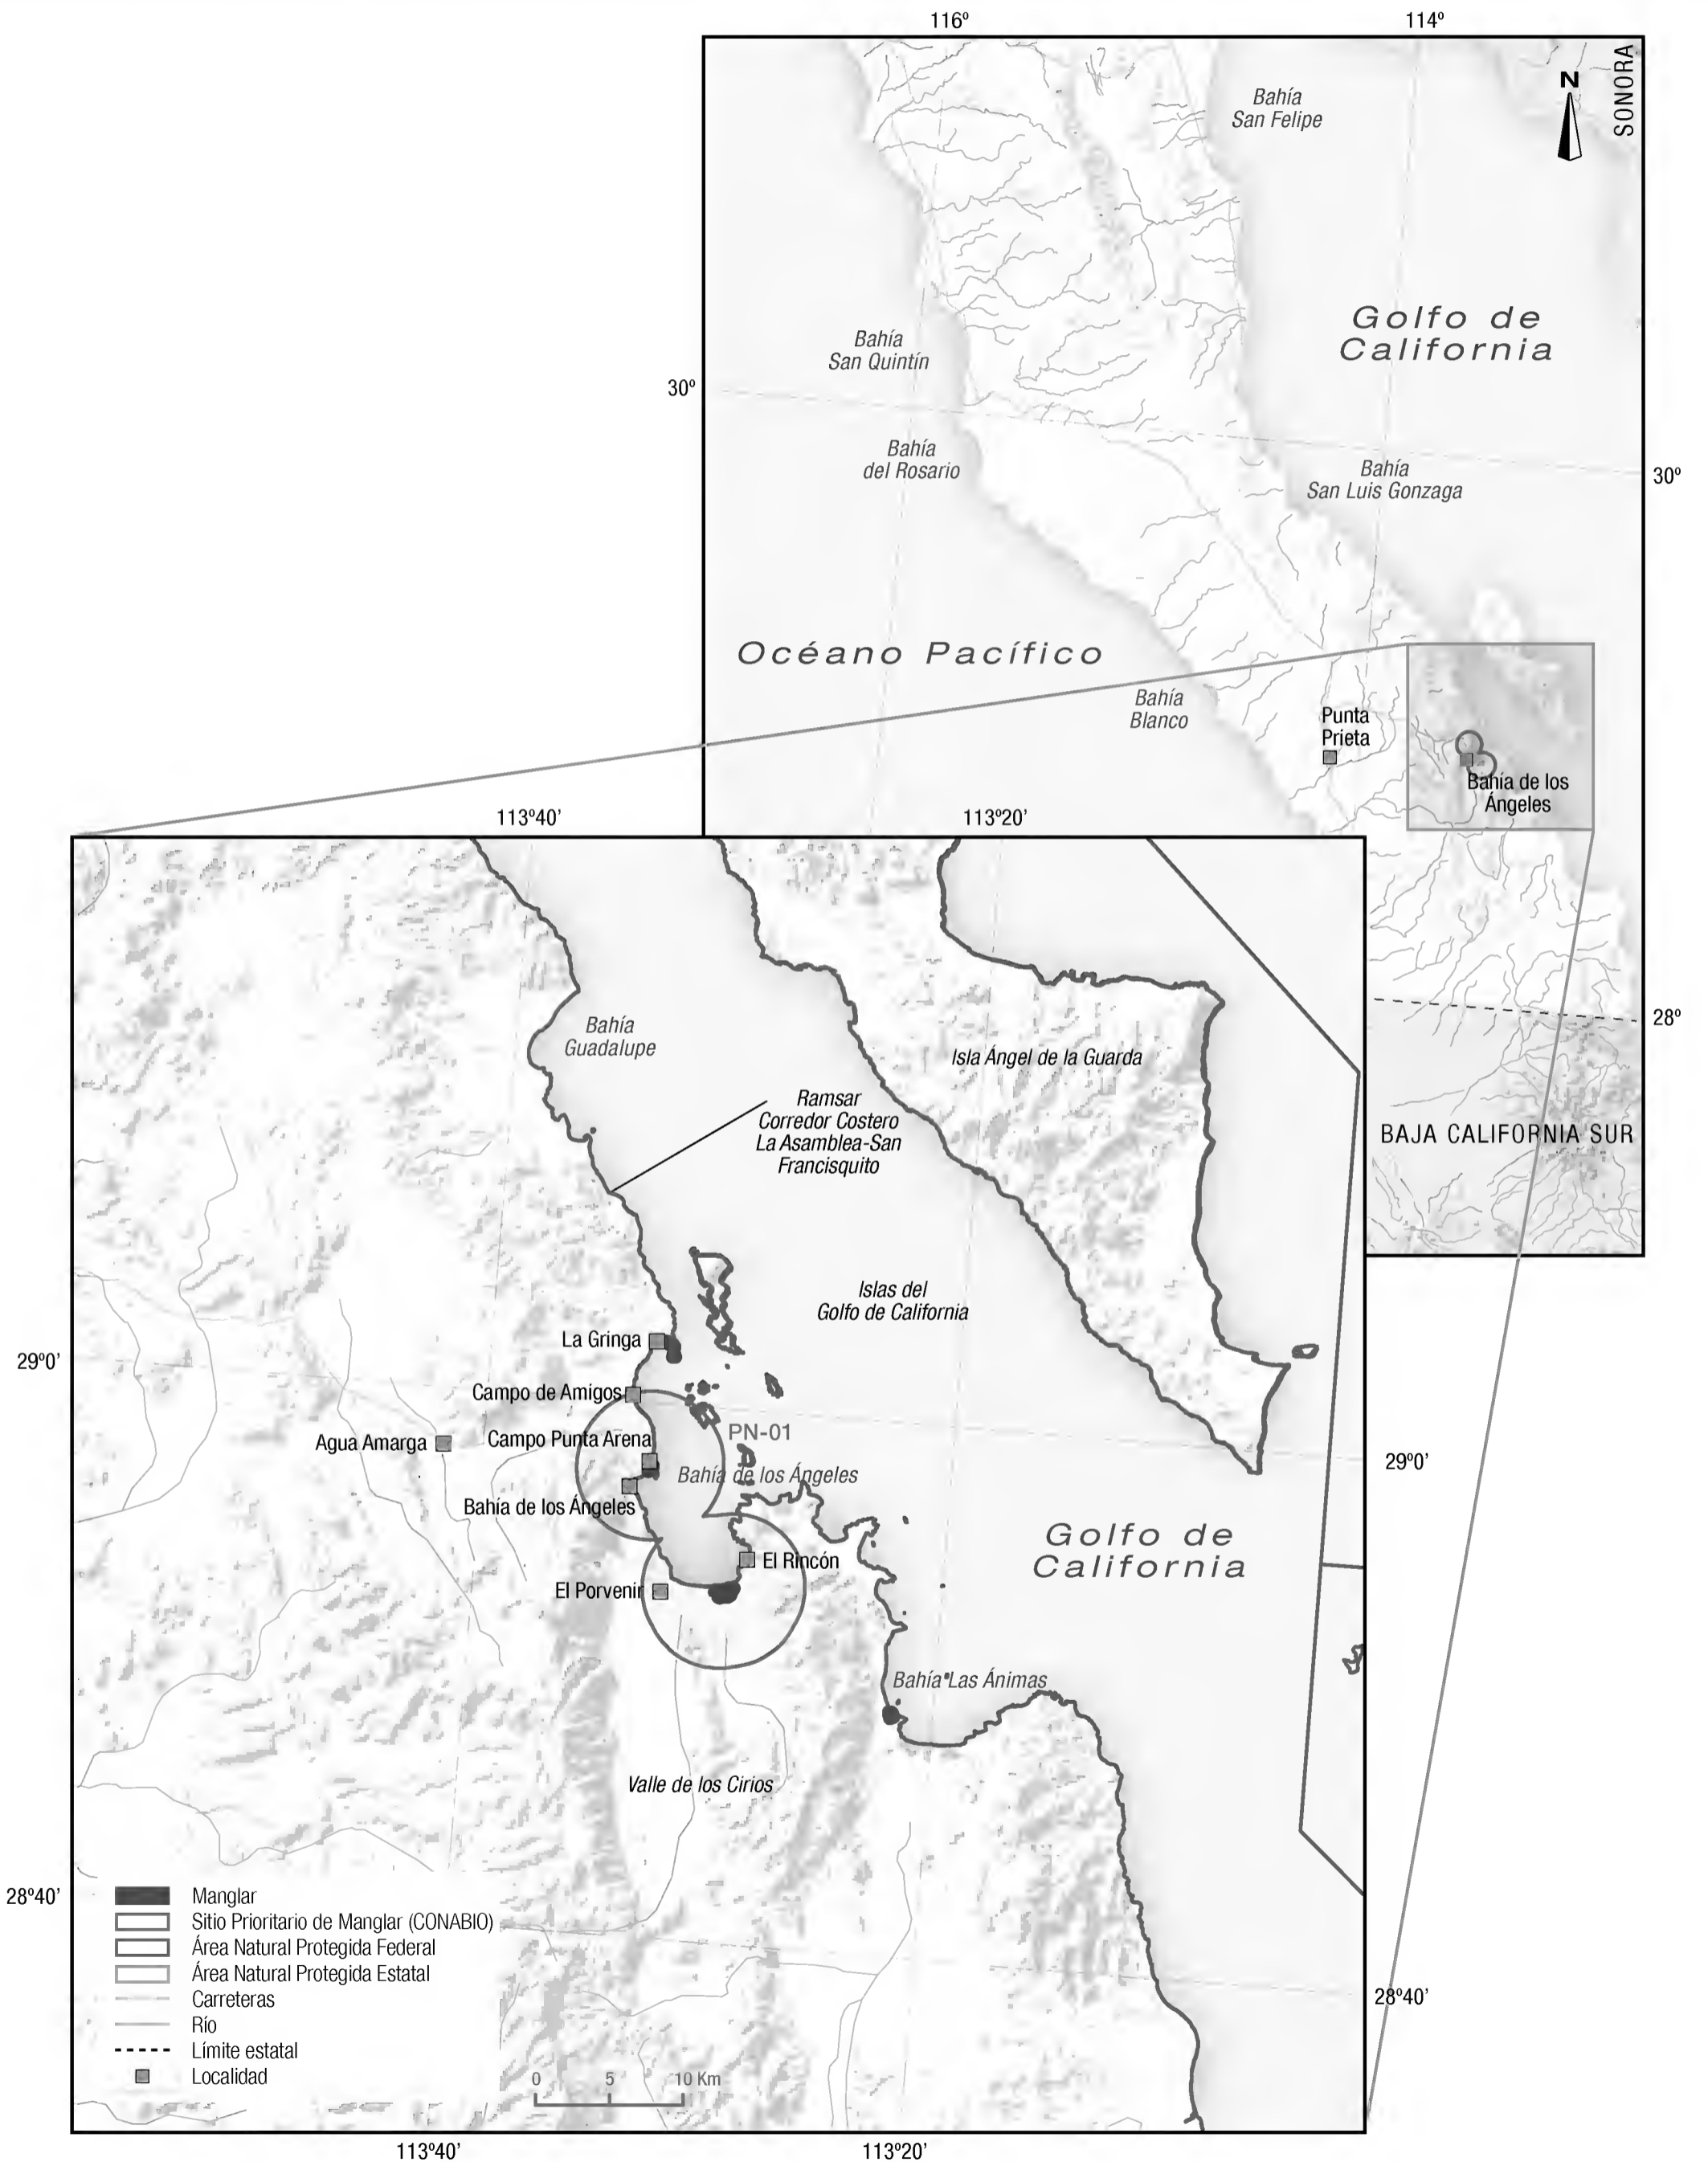 116º
114º
SONORA
N
Bahía
San Felipe
Golfo de
California
Bahía
San Quintín
30º
Bahía
del Rosario
Bahía
San Luis Gonzaga
30º
Océano Pacífico
Bahía
Blanco
Punta
Prieta
Bahía de los
Ángeles
28º
BAJA CALIFORNIA SUR
113º40'
113º20'
Bahía
Guadalupe
Isla Ángel de la Guarda
Ramsar
Corredor Costero
La Asamblea-San
Francisquito
Islas del
Golfo de California
La Gringa
29º0'
Campo de Amigos
PN-01
Agua Amarga
Campo Punta Arena
29º0'
Bahía de los Ángeles
Bahía de los Ángeles
Golfo de
California
El Rincón
El Porvenir
Bahía Las Ánimas
Valle de los Cirios
28º40'
Manglar
Sitio Prioritario de Manglar (CONABIO)
Área Natural Protegida Federal
Área Natural Protegida Estatal
Carreteras
Río
Límite estatal
Localidad
28º40'
0 5 10 Km
113º40'
113º20'